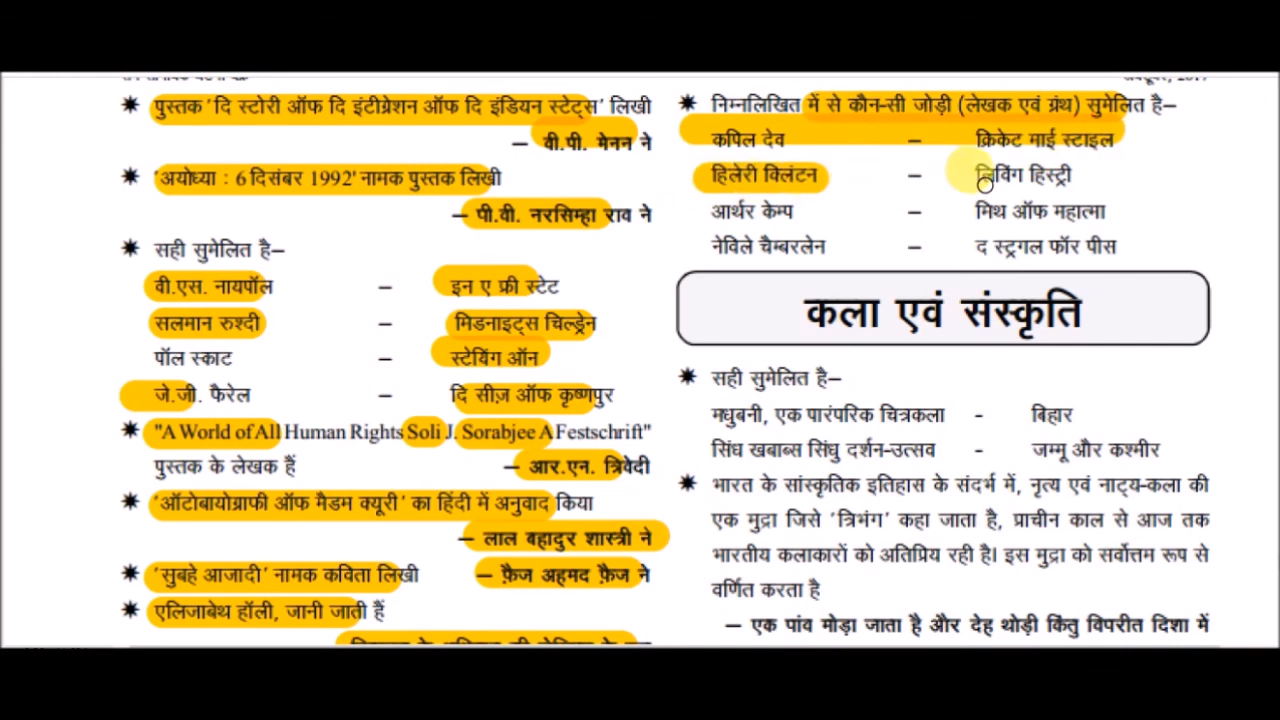 ✷ पुस्तक 'दि स्टोरी ऑफ दि इंटीग्रेशन ऑफ दि इंडियन स्टेट्स' लिखी
– वी.पी. मेनन ने
✷ 'अयोध्या : 6 दिसंबर 1992' नामक पुस्तक लिखी
– पी.वी. नरसिम्हा राव ने
✷ सही सुमेलित है–
वी.एस. नायपॉल – इन ए फ्री स्टेट
सलमान रुश्दी – मिडनाइट्स चिल्ड्रेन
पॉल स्काट – स्टेयिंग ऑन
जे.जी. फैरेल – दि सीज़ ऑफ कृष्णपुर
✷ "A World of All Human Rights Soli J. Sorabjee A Festschrift"
पुस्तक के लेखक हैं – आर.एन. त्रिवेदी
✷ 'ऑटोबायोग्राफी ऑफ मैडम क्यूरी' का हिंदी में अनुवाद किया
– लाल बहादुर शास्त्री ने
✷ 'सुबहे आजादी' नामक कविता लिखी – फ़ैज अहमद फ़ैज ने
✷ एलिजाबेथ हॉली, जानी जाती हैं
✷ निम्नलिखित में से कौन-सी जोड़ी (लेखक एवं ग्रंथ) सुमेलित है–
कपिल देव – क्रिकेट माई स्टाइल
हिलेरी क्लिंटन – लिविंग हिस्ट्री
आर्थर केम्प – मिथ ऑफ महात्मा
नेविले चैम्बरलेन – द स्ट्रगल फॉर पीस
कला एवं संस्कृति
✷ सही सुमेलित है–
मधुबनी, एक पारंपरिक चित्रकला - बिहार
सिंध खबाब्स सिंधु दर्शन-उत्सव - जम्मू और कश्मीर
✷ भारत के सांस्कृतिक इतिहास के संदर्भ में, नृत्य एवं नाट्य-कला की
एक मुद्रा जिसे 'त्रिभंग' कहा जाता है, प्राचीन काल से आज तक
भारतीय कलाकारों को अतिप्रिय रही है। इस मुद्रा को सर्वोत्तम रूप से
वर्णित करता है
– एक पांव मोड़ा जाता है और देह थोड़ी किंतु विपरीत दिशा में